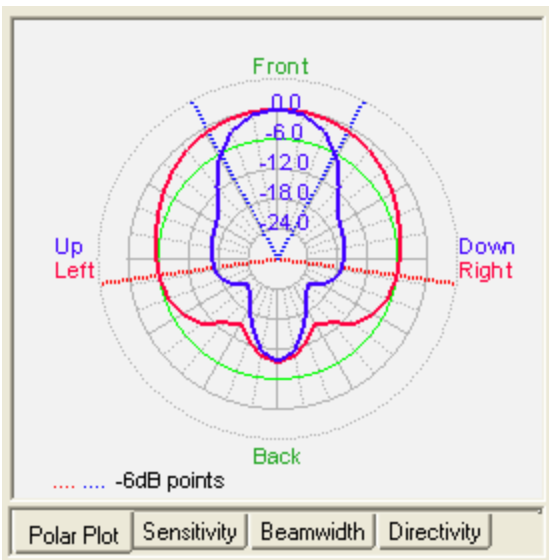 Front
0.0
-6.0
-12.0
-18.0
-24.0
Up Down
Left Right
Back
..... .... -6dB points
Polar Plot Sensitivity Beamwidth Directivity